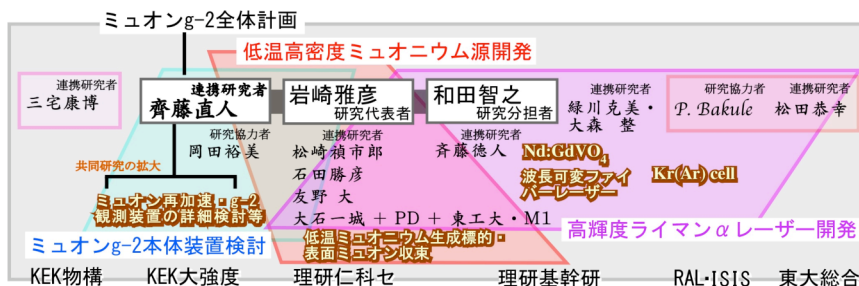 ミュオンg-2全体計画
低温高密度ミュオニウム源開発
連携研究者
三宅康博
連携研究者
齊藤直人
岩崎雅彦
研究代表者
和田智之
研究分担者
連携研究者
緑川克美・
大森 整
研究協力者
P. Bakule
連携研究者
松田恭幸
研究協力者
岡田裕美
連携研究者
松崎禎市郎
石田勝彦
友野 大
大石一城 + PD + 東工大・M1
連携研究者
斉藤徳人
Nd:GdVO4
波長可変ファイ
バーレーザー
Kr(Ar) cell
共同研究の拡大
ミュオン再加速・g-2
観測装置の詳細検討等
低温ミュオニウム生成標的・
表面ミュオン収束
ミュオンg-2本体装置検討
高輝度ライマンαレーザー開発
KEK物構
KEK大強度
理研仁科セ
理研基幹研
RAL・ISIS
東大総合